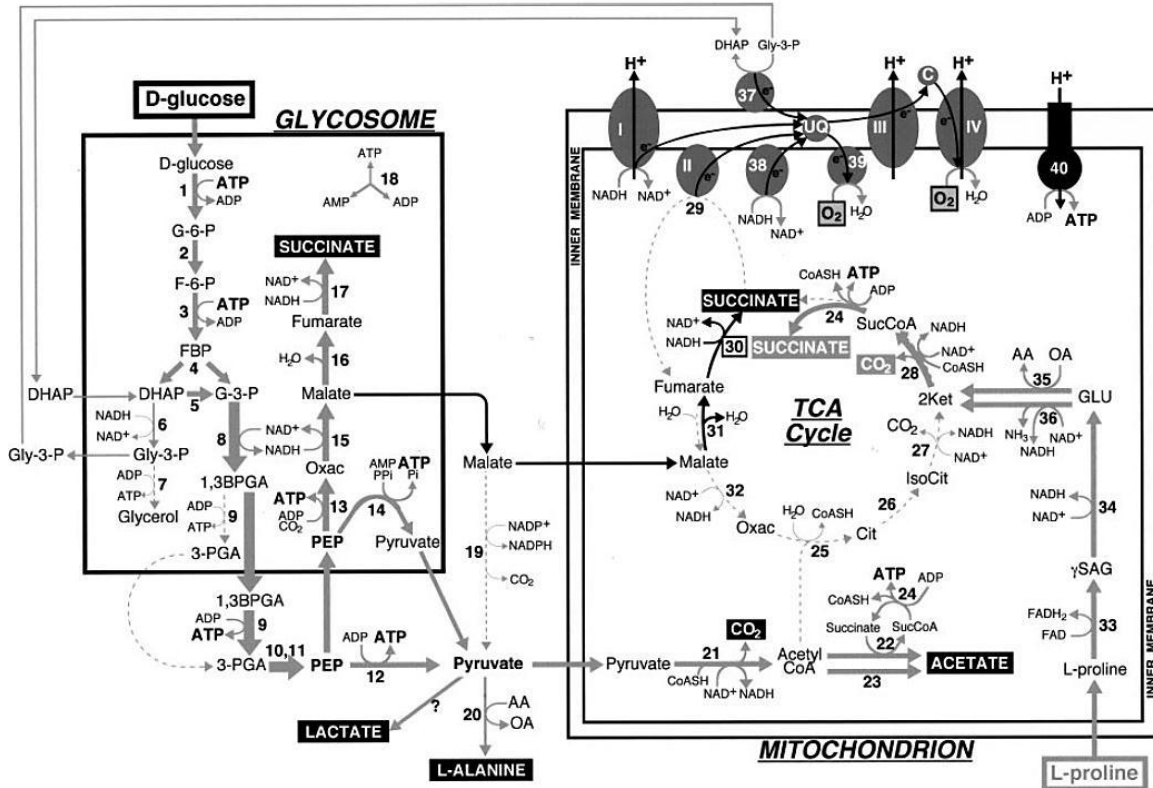 DHAP Gly-3-P
H+ H+ H+ H+
D-glucose
GLYCOSOME
37 e-
C
I e- UQ III e- e- IV e-
II e- 38 e- 39 e-
40
NADH NAD+
29
NADH NAD+
O2 H2O
O2 H2O
ADP ATP
INNER MEMBRANE
D-glucose
1 ATP ADP
ATP
18
AMP ADP
G-6-P
2
F-6-P
3 ATP ADP
FBP
4
DHAP
DHAP
5
G-3-P
NADH
NAD+
6
Gly-3-P
Gly-3-P
ADP
ATP
7
Glycerol
8
NAD+
NADH
1,3BPGA
ADP
ATP
9
3-PGA
SUCCINATE
NAD+
NADH
17
Fumarate
H2O
16
Malate
15
Oxac
ATP
ADP
CO2
13
PEP
AMP ATP
PPi Pi
14
Pyruvate
1,3BPGA
ADP
ATP
9
3-PGA
10,11
PEP
ADP ATP
12
Pyruvate
Malate
NADP+
NADPH
19
CO2
?
LACTATE
20
AA
OA
L-ALANINE
SUCCINATE
CoASH ATP
ADP
24
SUCCINATE
SucCoA
NAD+
NADH
30
Fumarate
H2O H2O
31
Malate
TCA
Cycle
NAD+
NADH
32
Oxac
H2O CoASH
25
Cit
26
IsoCit
CO2
27
NADH
NAD+
2Ket
CO2
28
NADH
NAD+
CoASH
AA OA
35
GLU
36
NH3 NADH NAD+
NADH
NAD+
34
γSAG
FADH2
FAD
33
L-proline
INNER MEMBRANE
Pyruvate
21
CO2
CoASH
NAD+ NADH
Acetyl
CoA
ATP ADP
CoASH 24
Succinate SucCoA
22
23
ACETATE
MITOCHONDRION
L-proline